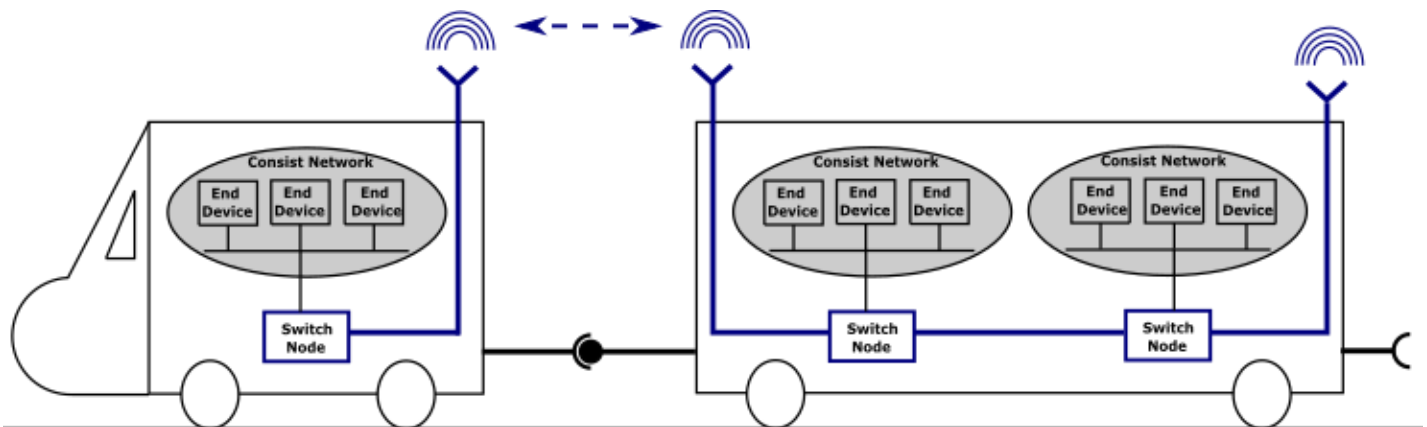 Consist Network
End
Device
End
Device
End
Device
Switch
Node
Consist Network
End
Device
End
Device
End
Device
Switch
Node
Consist Network
End
Device
End
Device
End
Device
Switch
Node